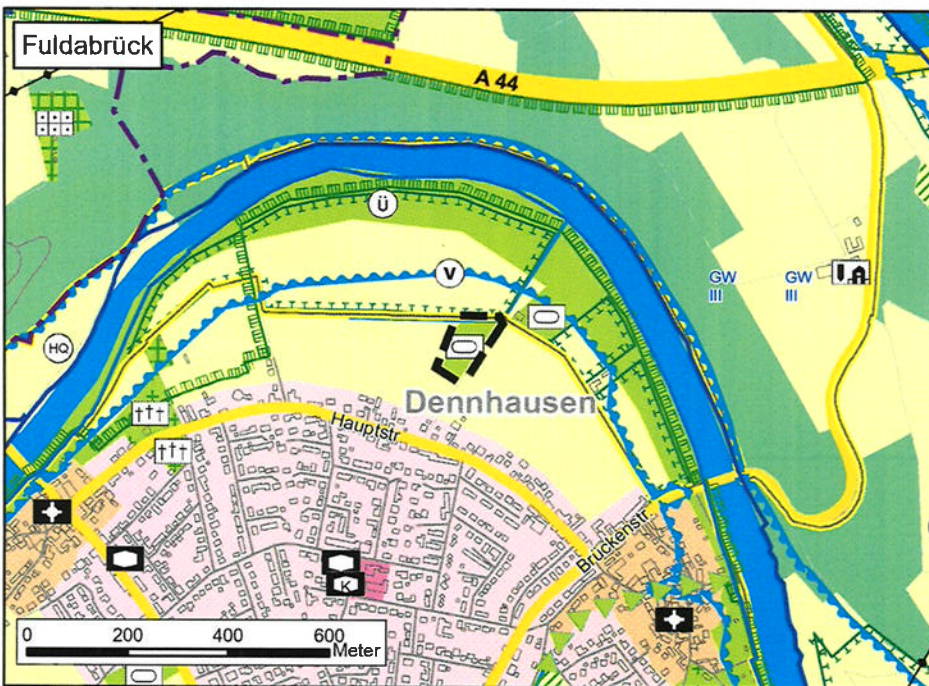 Fuldabrück
A 44
Ü
V
GW
III
GW
III
HQ
Dennhausen
†††
Hauptstr.
†††
Brückenstr.
K
0 200 400 600
Meter